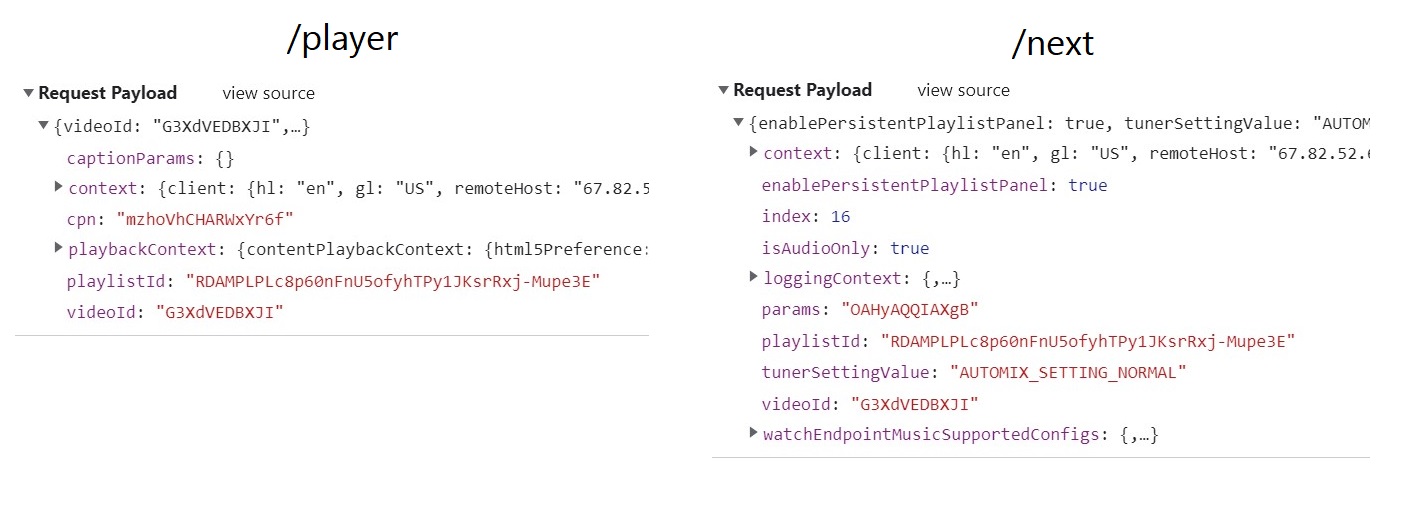 /player
Request Payload view source
{videoId: "G3XdVEDBXJI",…}
captionParams: {}
context: {client: {hl: "en", gl: "US", remoteHost: "67.82.5
cpn: "mzhoVhCHARWxYr6f"
playbackContext: {contentPlaybackContext: {html5Preference:
playlistId: "RDAMPLPLc8p60nFnU5ofyhTPy1JKsrRxj-Mupe3E"
videoId: "G3XdVEDBXJI"
/next
Request Payload view source
{enablePersistentPlaylistPanel: true, tunerSettingValue: "AUTOM
context: {client: {hl: "en", gl: "US", remoteHost: "67.82.52.6
enablePersistentPlaylistPanel: true
index: 16
isAudioOnly: true
loggingContext: {,…}
params: "OAHyAQQIAXgB"
playlistId: "RDAMPLPLc8p60nFnU5ofyhTPy1JKsrRxj-Mupe3E"
tunerSettingValue: "AUTOMIX_SETTING_NORMAL"
videoId: "G3XdVEDBXJI"
watchEndpointMusicSupportedConfigs: {,…}